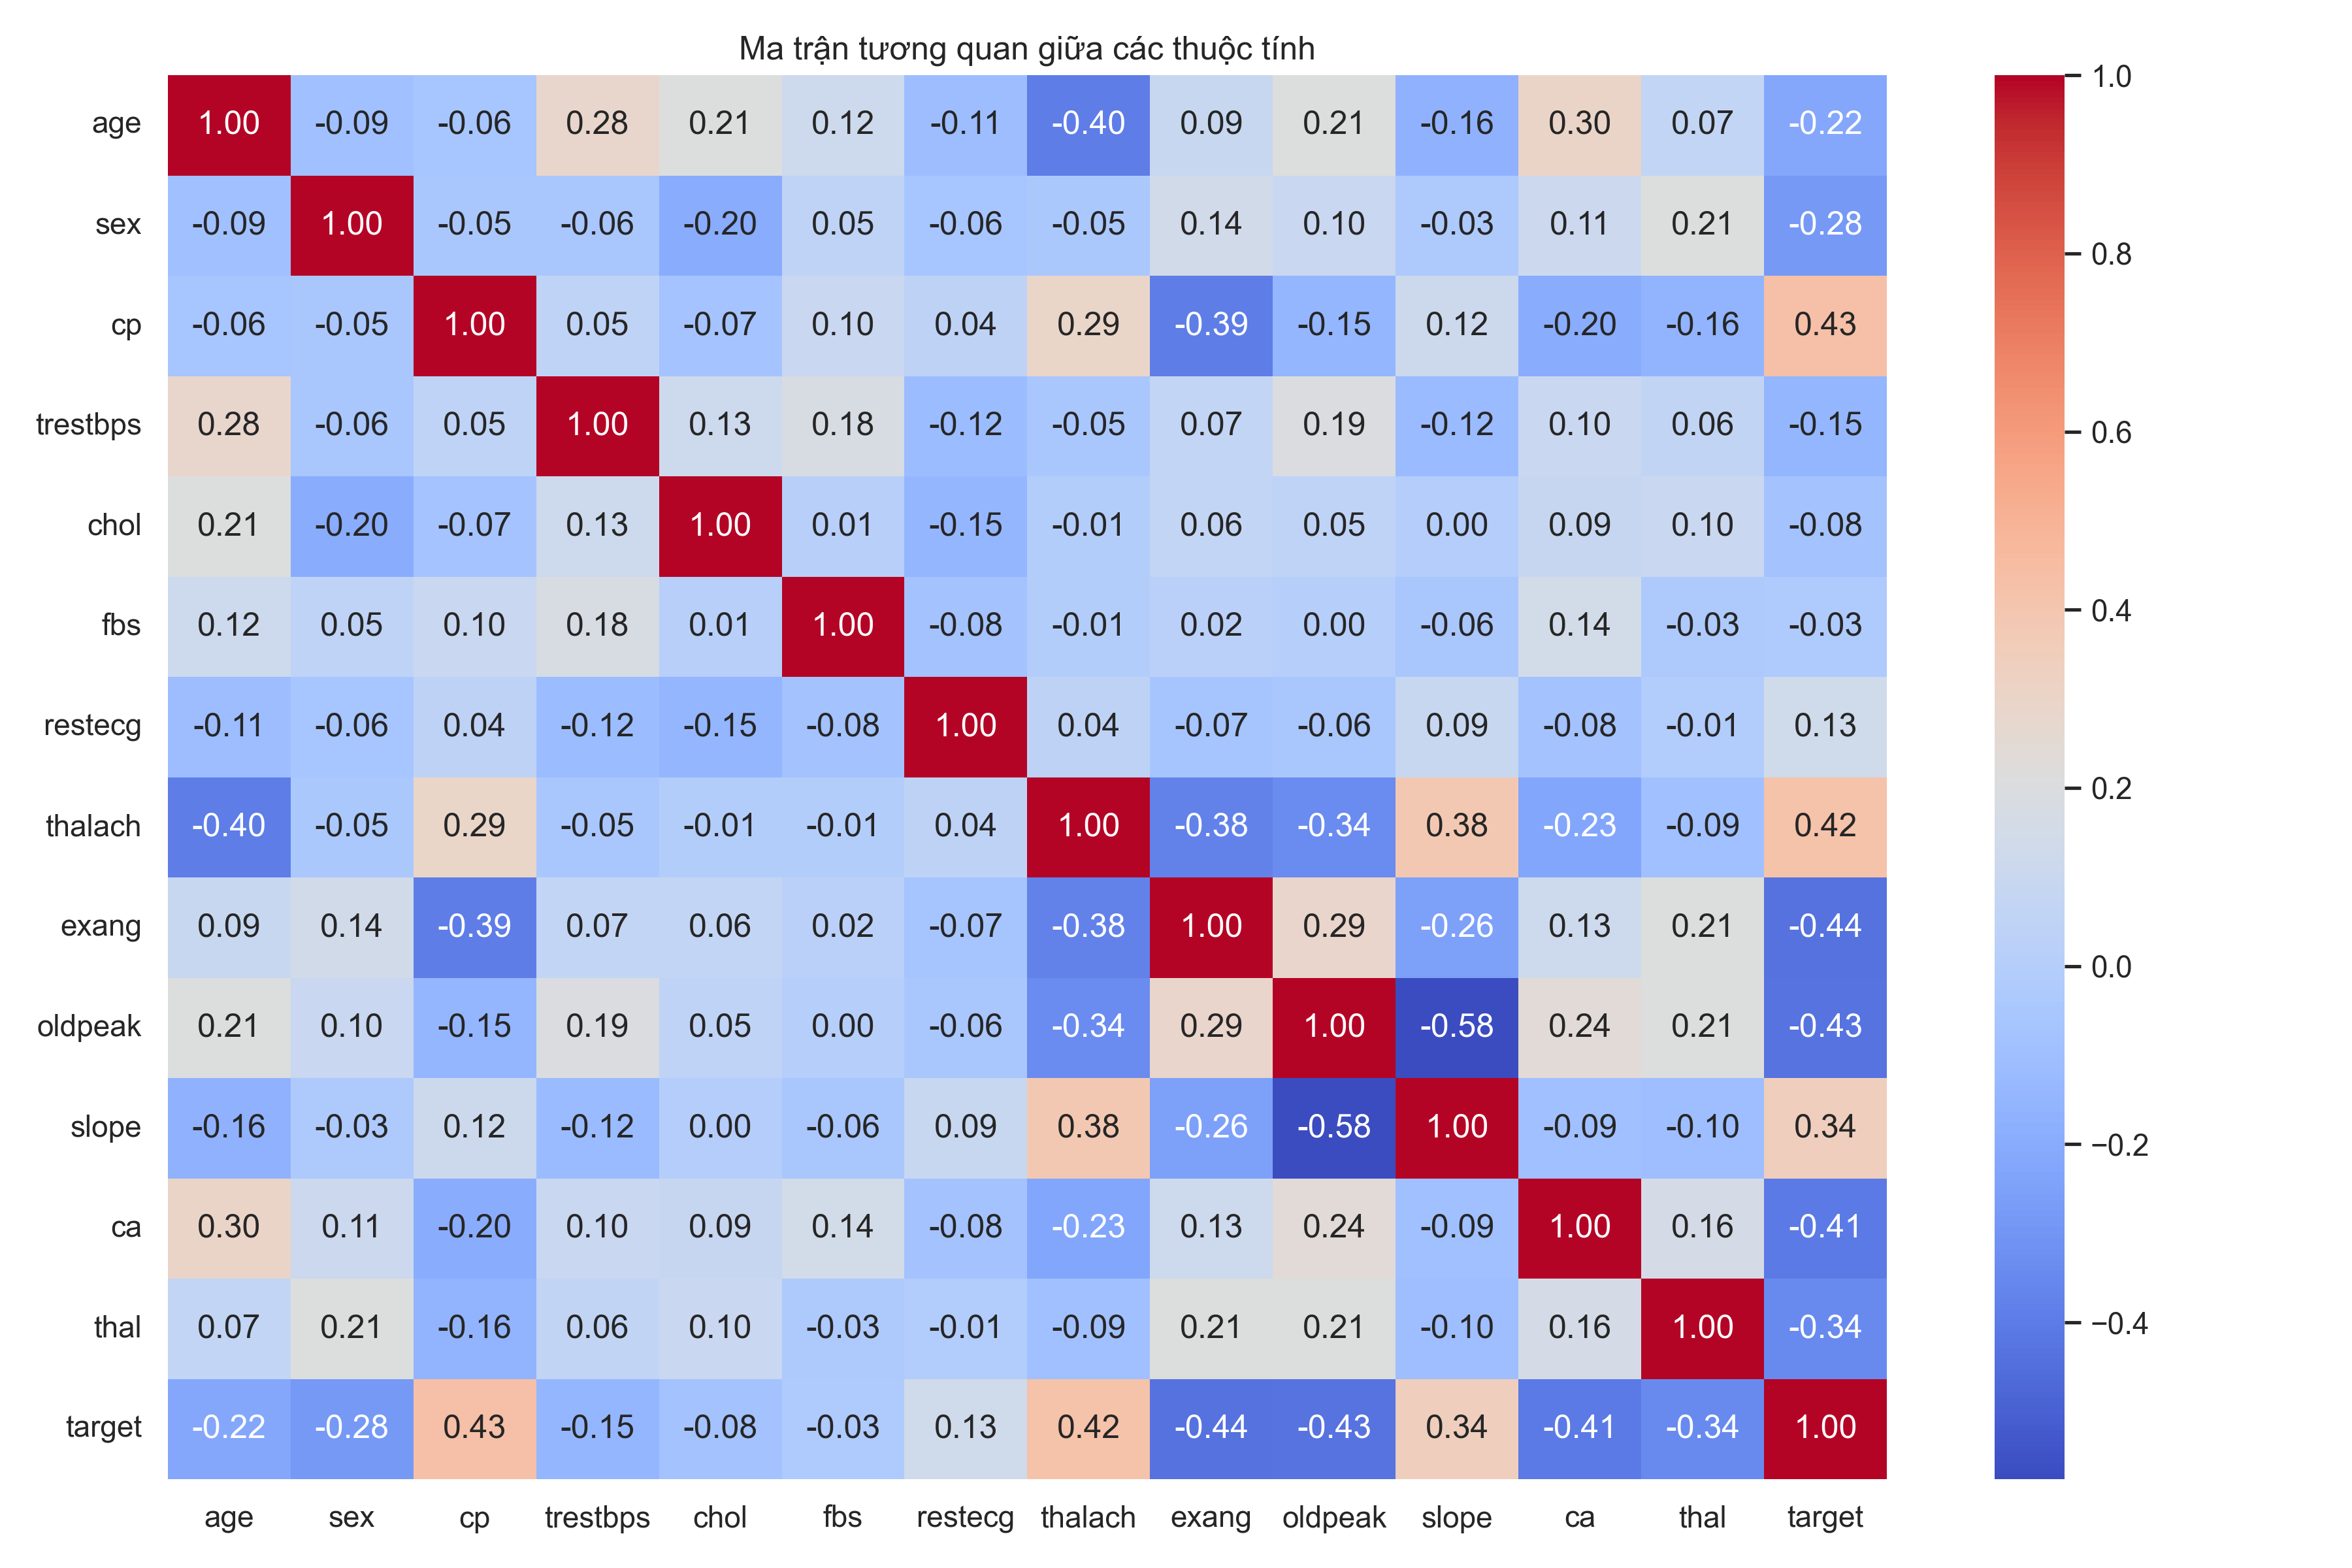 Ma trận tương quan giữa các thuộc tính
age 1.00 -0.09 -0.06 0.28 0.21 0.12 -0.11 -0.40 0.09 0.21 -0.16 0.30 0.07 -0.22
sex -0.09 1.00 -0.05 -0.06 -0.20 0.05 -0.06 -0.05 0.14 0.10 -0.03 0.11 0.21 -0.28
cp -0.06 -0.05 1.00 0.05 -0.07 0.10 0.04 0.29 -0.39 -0.15 0.12 -0.20 -0.16 0.43
trestbps 0.28 -0.06 0.05 1.00 0.13 0.18 -0.12 -0.05 0.07 0.19 -0.12 0.10 0.06 -0.15
chol 0.21 -0.20 -0.07 0.13 1.00 0.01 -0.15 -0.01 0.06 0.05 0.00 0.09 0.10 -0.08
fbs 0.12 0.05 0.10 0.18 0.01 1.00 -0.08 -0.01 0.02 0.00 -0.06 0.14 -0.03 -0.03
restecg -0.11 -0.06 0.04 -0.12 -0.15 -0.08 1.00 0.04 -0.07 -0.06 0.09 -0.08 -0.01 0.13
thalach -0.40 -0.05 0.29 -0.05 -0.01 -0.01 0.04 1.00 -0.38 -0.34 0.38 -0.23 -0.09 0.42
exang 0.09 0.14 -0.39 0.07 0.06 0.02 -0.07 -0.38 1.00 0.29 -0.26 0.13 0.21 -0.44
oldpeak 0.21 0.10 -0.15 0.19 0.05 0.00 -0.06 -0.34 0.29 1.00 -0.58 0.24 0.21 -0.43
slope -0.16 -0.03 0.12 -0.12 0.00 -0.06 0.09 0.38 -0.26 -0.58 1.00 -0.09 -0.10 0.34
ca 0.30 0.11 -0.20 0.10 0.09 0.14 -0.08 -0.23 0.13 0.24 -0.09 1.00 0.16 -0.41
thal 0.07 0.21 -0.16 0.06 0.10 -0.03 -0.01 -0.09 0.21 0.21 -0.10 0.16 1.00 -0.34
target -0.22 -0.28 0.43 -0.15 -0.08 -0.03 0.13 0.42 -0.44 -0.43 0.34 -0.41 -0.34 1.00
age sex cp trestbps chol fbs restecg thalach exang oldpeak slope ca thal target
1.0
0.8
0.6
0.4
0.2
0.0
−0.2
−0.4